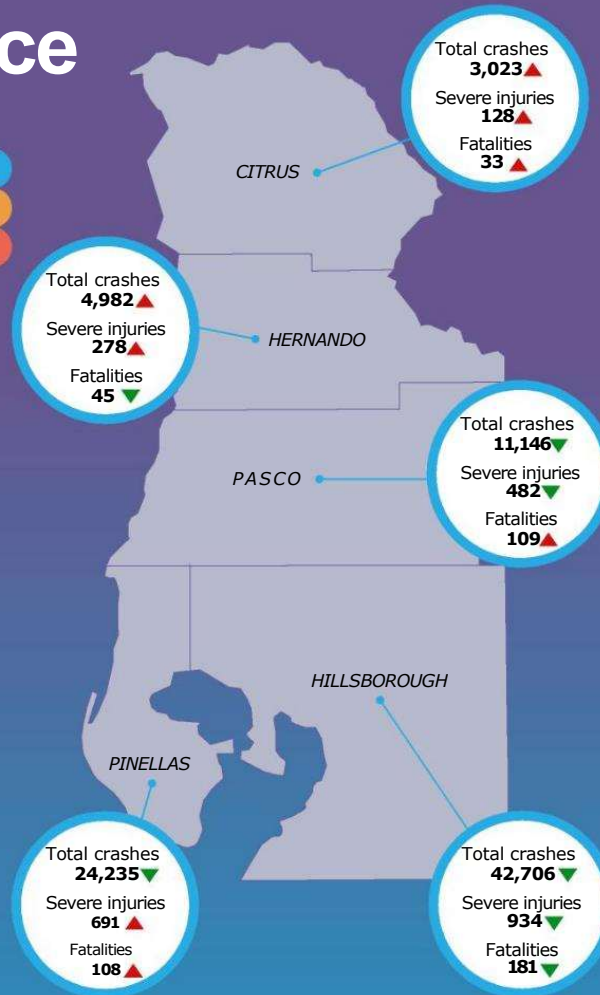 ce
Total crashes
3,023
Severe injuries
128
Fatalities
33
CITRUS
Total crashes
4,982
Severe injuries
278
Fatalities
45
HERNANDO
Total crashes
11,146
Severe injuries
482
Fatalities
109
PASCO
HILLSBOROUGH
PINELLAS
Total crashes
24,235
Severe injuries
691
Fatalities
108
Total crashes
42,706
Severe injuries
934
Fatalities
181